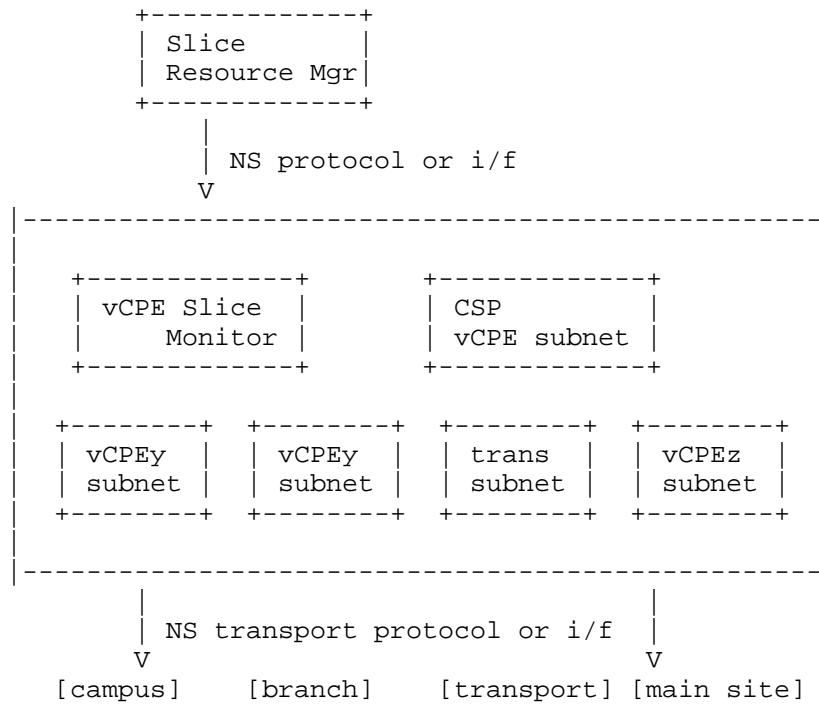 Slice
Resource Mgr
NS protocol or i/f
V
vCPE Slice CSP
Monitor vCPE subnet
vCPEy vCPEy trans vCPEz
subnet subnet subnet subnet
NS transport protocol or i/f
V V
[campus] [branch] [transport] [main site]